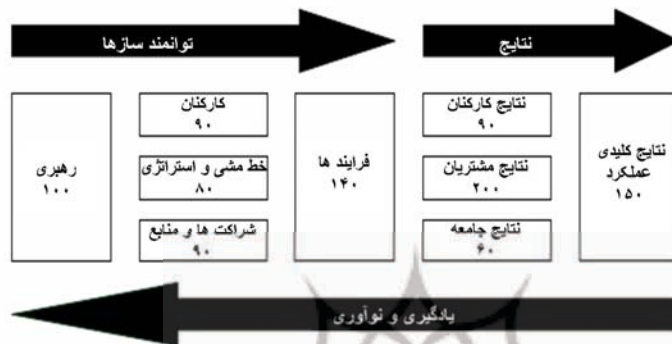 توانمند سازها
نتایج
رهبری
۱۰۰
کارکنان
۹۰
خط مشی و استراتژی
۸۰
شراکت ها و منابع
۹۰
فرایند ها
۱۴۰
نتایج کارکنان
۹۰
نتایج مشتریان
۲۰۰
نتایج جامعه
۶۰
نتایج کلیدی
عملکرد
۱۵۰
یادگیری و نوآوری